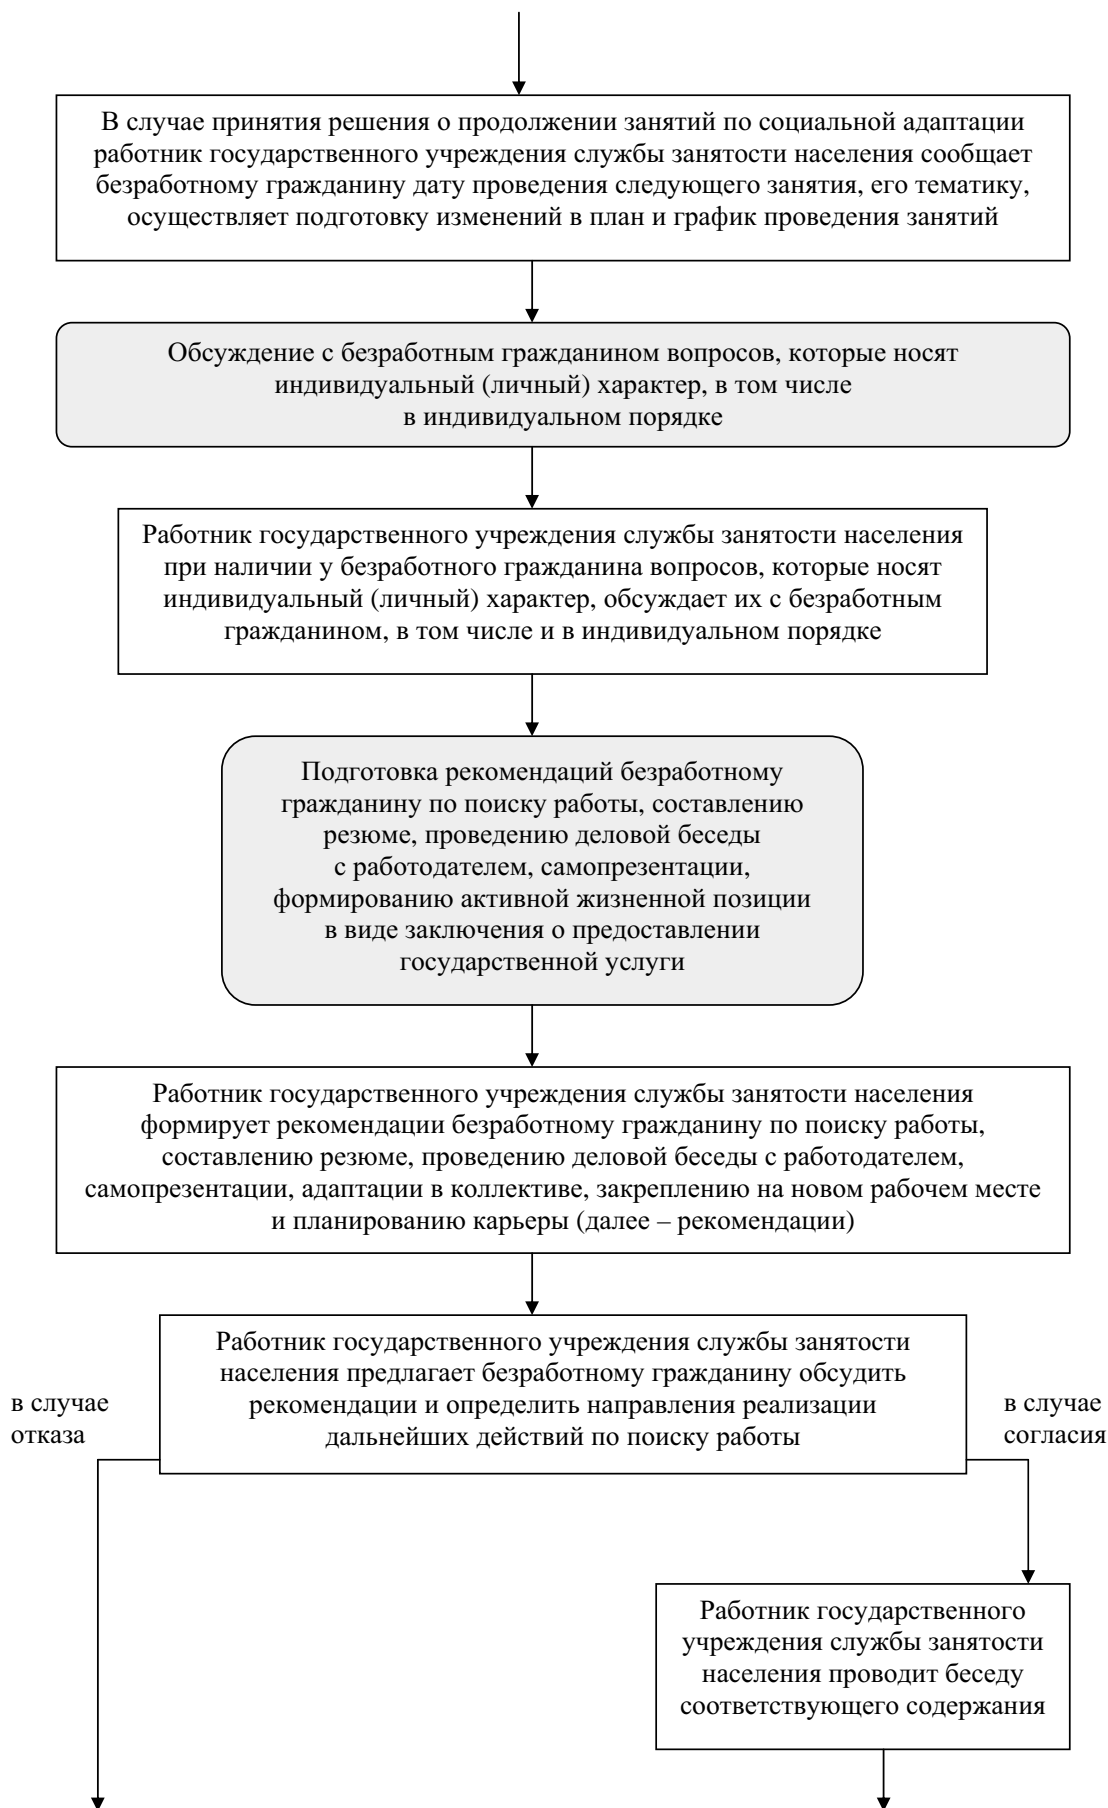 В случае принятия решения о продолжении занятий по социальной адаптации
работник государственного учреждения службы занятости населения сообщает
безработному гражданину дату проведения следующего занятия, его тематику,
осуществляет подготовку изменений в план и график проведения занятий
Обсуждение с безработным гражданином вопросов, которые носят
индивидуальный (личный) характер, в том числе
в индивидуальном порядке
Работник государственного учреждения службы занятости населения
при наличии у безработного гражданина вопросов, которые носят
индивидуальный (личный) характер, обсуждает их с безработным
гражданином, в том числе и в индивидуальном порядке
Подготовка рекомендаций безработному
гражданину по поиску работы, составлению
резюме, проведению деловой беседы
с работодателем, самопрезентации,
формированию активной жизненной позиции
в виде заключения о предоставлении
государственной услуги
Работник государственного учреждения службы занятости населения
формирует рекомендации безработному гражданину по поиску работы,
составлению резюме, проведению деловой беседы с работодателем,
самопрезентации, адаптации в коллективе, закреплению на новом рабочем месте
и планированию карьеры (далее – рекомендации)
Работник государственного учреждения службы занятости
населения предлагает безработному гражданину обсудить
рекомендации и определить направления реализации
дальнейших действий по поиску работы
в случае
отказа
в случае
согласия
Работник государственного
учреждения службы занятости
населения проводит беседу
соответствующего содержания